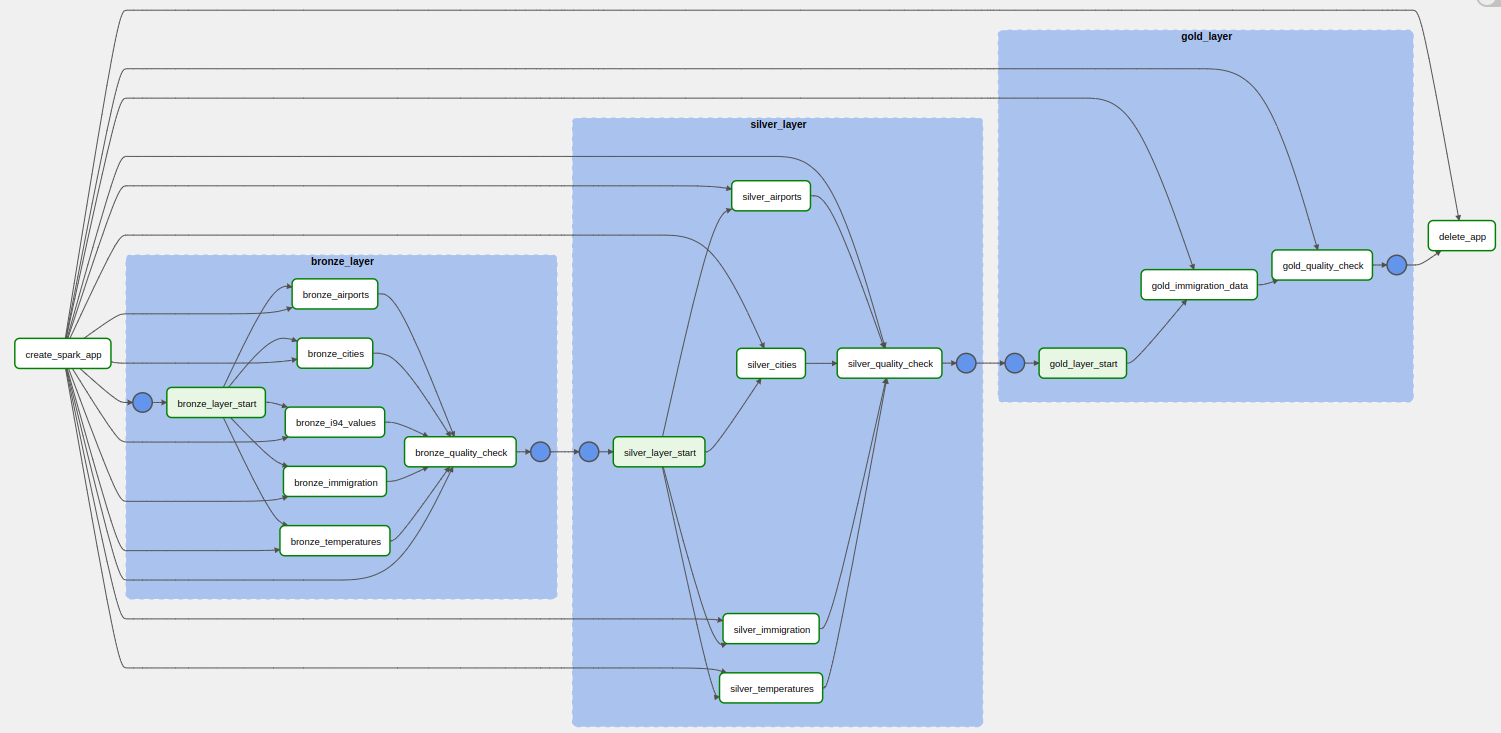 gold_layer
silver_layer
silver_airports
delete_app
bronze_layer
gold_quality_check
gold_immigration_data
bronze_airports
create_spark_app
bronze_cities
silver_cities
silver_quality_check
gold_layer_start
bronze_layer_start
bronze_i94_values
bronze_quality_check
silver_layer_start
bronze_immigration
bronze_temperatures
silver_immigration
silver_temperatures